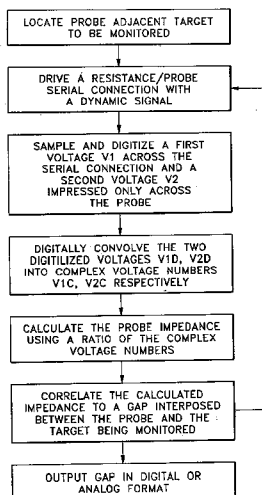 LOCATE PROBE ADJACENT TARGET
TO BE MONITORED
DRIVE A RESISTANCE/PROBE
SERIAL CONNECTION WITH
A DYNAMIC SIGNAL
SAMPLE AND DIGITIZE A FIRST
VOLTAGE V1 ACROSS THE
SERIAL CONNECTION AND A
SECOND VOLTAGE V2
IMPRESSED ONLY ACROSS
THE PROBE
DIGITALLY CONVOLVE THE TWO
DIGITILIZED VOLTAGES V1D, V2D
INTO COMPLEX VOLTAGE NUMBERS
V1C, V2C RESPECTIVELY
CALCULATE THE PROBE IMPEDANCE
USING A RATIO OF THE COMPLEX
VOLTAGE NUMBERS
CORRELATE THE CALCULATED
IMPEDANCE TO A GAP INTERPOSED
BETWEEN THE PROBE AND THE
TARGET BEING MONITORED
OUTPUT GAP IN DIGITAL OR
ANALOG FORMAT